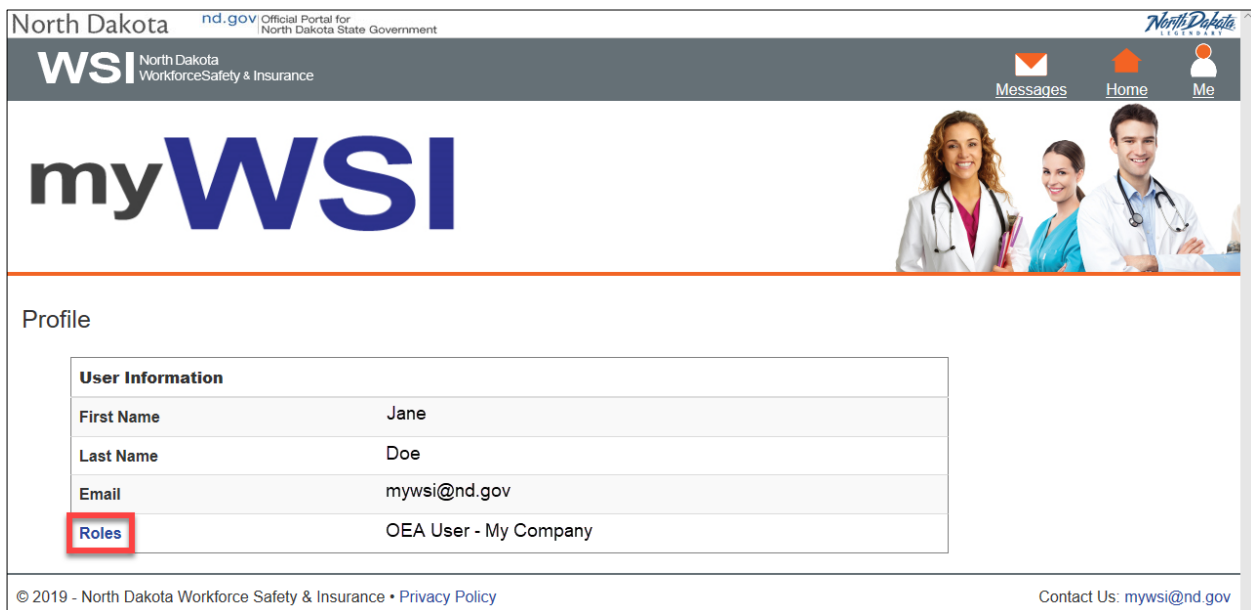 North Dakota nd.gov Official Portal for
North Dakota State Government
North Dakota
LEGENDARY
WSI North Dakota
WorkforceSafety & Insurance
Messages Home Me
myWSI
Profile
User Information
First Name Jane
Last Name Doe
Email mywsi@nd.gov
Roles OEA User - My Company
© 2019 - North Dakota Workforce Safety & Insurance • Privacy Policy Contact Us: mywsi@nd.gov